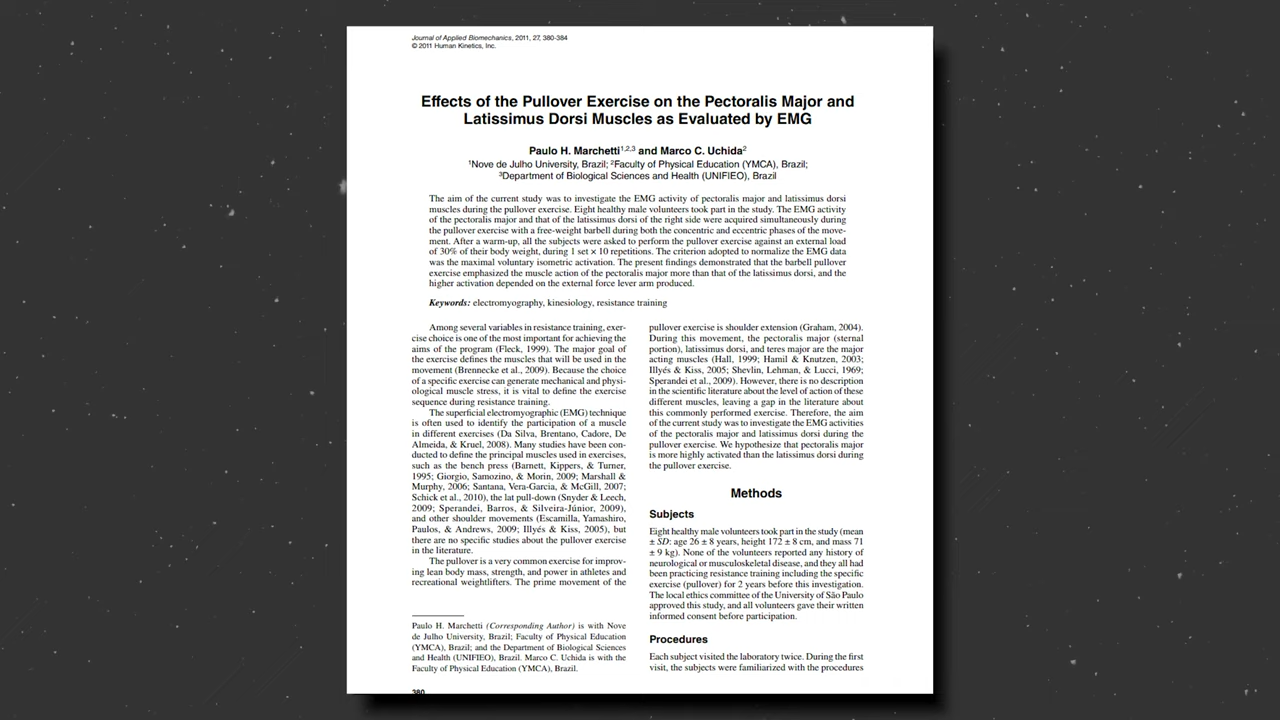 Journal of Applied Biomechanics, 2011, 27, 380-384
© 2011 Human Kinetics, Inc.
Effects of the Pullover Exercise on the Pectoralis Major and
Latissimus Dorsi Muscles as Evaluated by EMG
Paulo H. Marchetti1,2,3 and Marco C. Uchida2
1Nove de Julho University, Brazil; 2Faculty of Physical Education (YMCA), Brazil;
3Department of Biological Sciences and Health (UNIFIEO), Brazil
The aim of the current study was to investigate the EMG activity of pectoralis major and latissimus dorsi
muscles during the pullover exercise. Eight healthy male volunteers took part in the study. The EMG activity
of the pectoralis major and that of the latissimus dorsi of the right side were acquired simultaneously during
the pullover exercise with a free-weight barbell during both the concentric and eccentric phases of the move-
ment. After a warm-up, all the subjects were asked to perform the pullover exercise against an external load
of 30% of their body weight, during 1 set × 10 repetitions. The criterion adopted to normalize the EMG data
was the maximal voluntary isometric activation. The present findings demonstrated that the barbell pullover
exercise emphasized the muscle action of the pectoralis major more than that of the latissimus dorsi, and the
higher activation depended on the external force lever arm produced.
Keywords: electromyography, kinesiology, resistance training
Among several variables in resistance training, exer-
cise choice is one of the most important for achieving the
aims of the program (Fleck, 1999). The major goal of
the exercise defines the muscles that will be used in the
movement (Brennecke et al., 2009). Because the choice
of a specific exercise can generate mechanical and physi-
ological muscle stress, it is vital to define the exercise
sequence during resistance training.
The superficial electromyographic (EMG) technique
is often used to identify the participation of a muscle
in different exercises (Da Silva, Brentano, Cadore, De
Almeida, & Kruel, 2008). Many studies have been con-
ducted to define the principal muscles used in exercises,
such as the bench press (Barnett, Kippers, & Turner,
1995; Giorgio, Samozino, & Morin, 2009; Marshall &
Murphy, 2006; Santana, Vera-Garcia, & McGill, 2007;
Schick et al., 2010), the lat pull-down (Snyder & Leech,
2009; Sperandei, Barros, & Silveira-Júnior, 2009),
and other shoulder movements (Escamilla, Yamashiro,
Paulos, & Andrews, 2009; Illyés & Kiss, 2005), but
there are no specific studies about the pullover exercise
in the literature.
The pullover is a very common exercise for improv-
ing lean body mass, strength, and power in athletes and
recreational weightlifters. The prime movement of the
Paulo H. Marchetti (Corresponding Author) is with Nove
de Julho University, Brazil; Faculty of Physical Education
(YMCA), Brazil; and the Department of Biological Sciences
and Health (UNIFIEO), Brazil. Marco C. Uchida is with the
Faculty of Physical Education (YMCA), Brazil.
380
pullover exercise is shoulder extension (Graham, 2004).
During this movement, the pectoralis major (sternal
portion), latissimus dorsi, and teres major are the major
acting muscles (Hall, 1999; Hamil & Knutzen, 2003;
Illyés & Kiss, 2005; Shevlin, Lehman, & Lucci, 1969;
Sperandei et al., 2009). However, there is no description
in the scientific literature about the level of action of these
different muscles, leaving a gap in the literature about
this commonly performed exercise. Therefore, the aim
of the current study was to investigate the EMG activities
of the pectoralis major and latissimus dorsi during the
pullover exercise. We hypothesize that pectoralis major
is more highly activated than the latissimus dorsi during
the pullover exercise.
Methods
Subjects
Eight healthy male volunteers took part in the study (mean
± SD: age 26 ± 8 years, height 172 ± 8 cm, and mass 71
± 9 kg). None of the volunteers reported any history of
neurological or musculoskeletal disease, and they all had
been practicing resistance training including the specific
exercise (pullover) for 2 years before this investigation.
The local ethics committee of the University of São Paulo
approved this study, and all volunteers gave their written
informed consent before participation.
Procedures
Each subject visited the laboratory twice. During the first
visit, the subjects were familiarized with the procedures